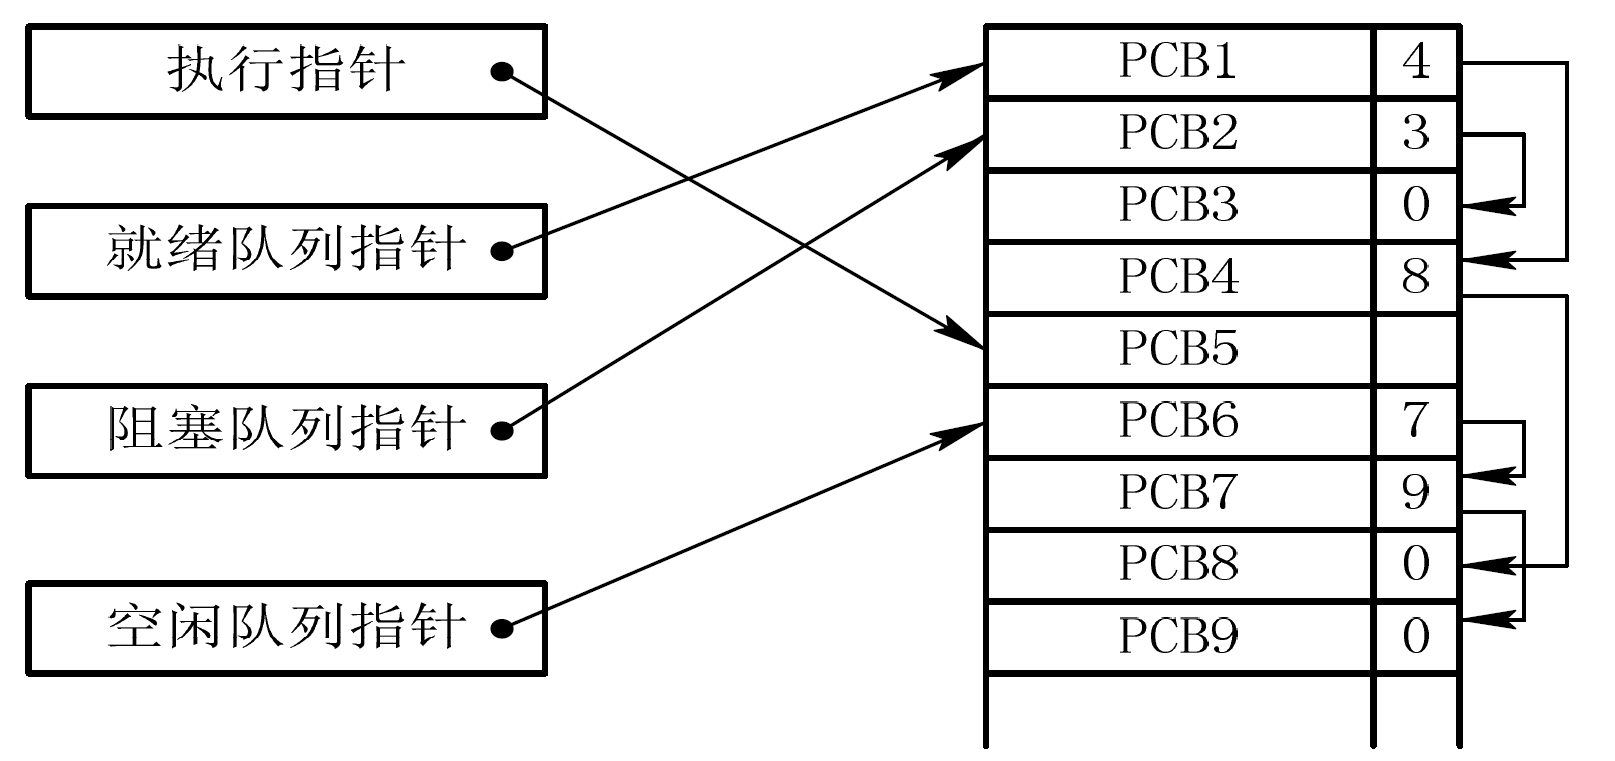 执行指针
就绪队列指针
阻塞队列指针
空闲队列指针
PCB1 4
PCB2 3
PCB3 0
PCB4 8
PCB5
PCB6 7
PCB7 9
PCB8 0
PCB9 0